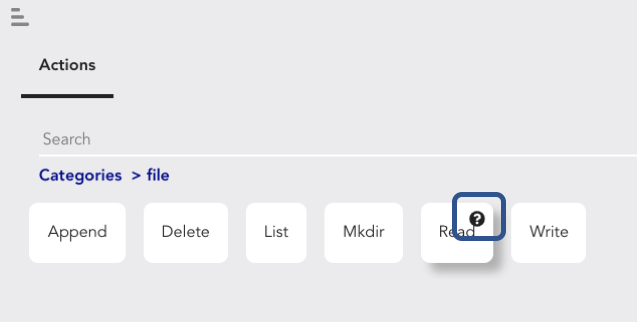 Actions
Search
Categories > file
Append Delete List Mkdir Read Write
?